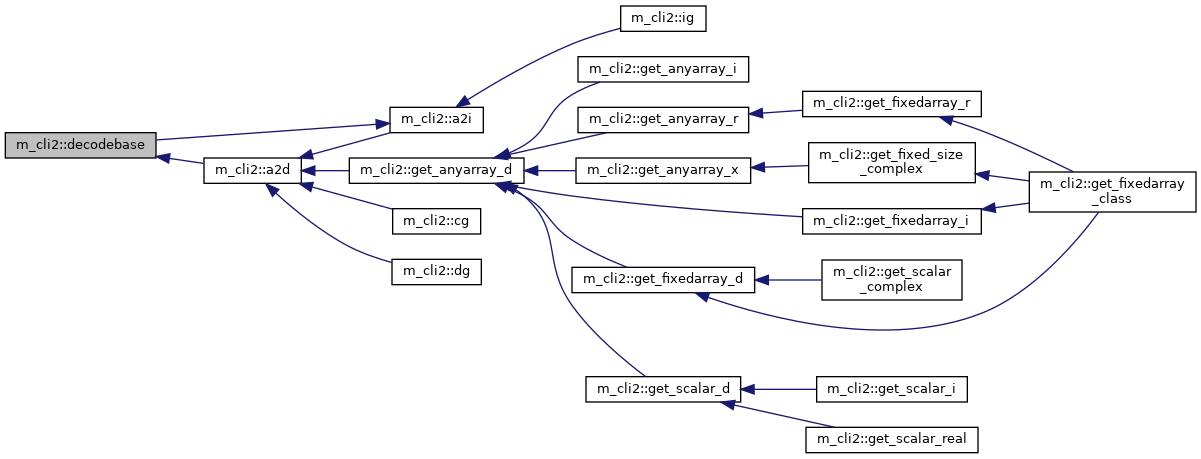 m_cli2::decodebase
m_cli2::a2i
m_cli2::a2d
m_cli2::ig
m_cli2::get_anyarray_d
m_cli2::cg
m_cli2::dg
m_cli2::get_anyarray_i
m_cli2::get_anyarray_r
m_cli2::get_anyarray_x
m_cli2::get_fixedarray_i
m_cli2::get_fixedarray_d
m_cli2::get_scalar_d
m_cli2::get_fixedarray_r
m_cli2::get_fixed_size
_complex
m_cli2::get_fixedarray
_class
m_cli2::get_scalar
_complex
m_cli2::get_scalar_i
m_cli2::get_scalar_real